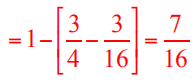 = 1 − [3/4 − 3/16] = 7/16